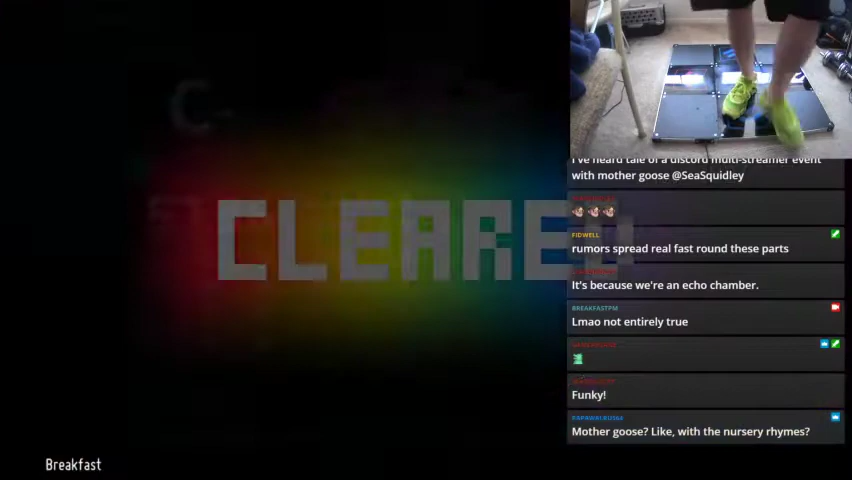 C-
CLEARED
I've heard tale of a discord multi-streamer event
with mother goose @SeaSquidley
FIDWELL
rumors spread real fast round these parts
It's because we're an echo chamber.
BREAKFASTPM
Lmao not entirely true
Funky!
Mother goose? Like, with the nursery rhymes?
Breakfast